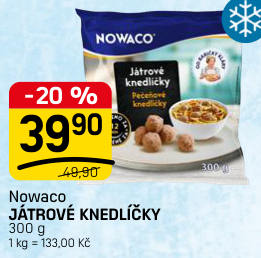 NOWACO
Játrové
knedlíčky
Pečeňové
knedličky
300 g
-20 %
39 90
49,90
Nowaco
JÁTROVÉ KNEDLÍČKY
300 g
1 kg = 133,00 Kč